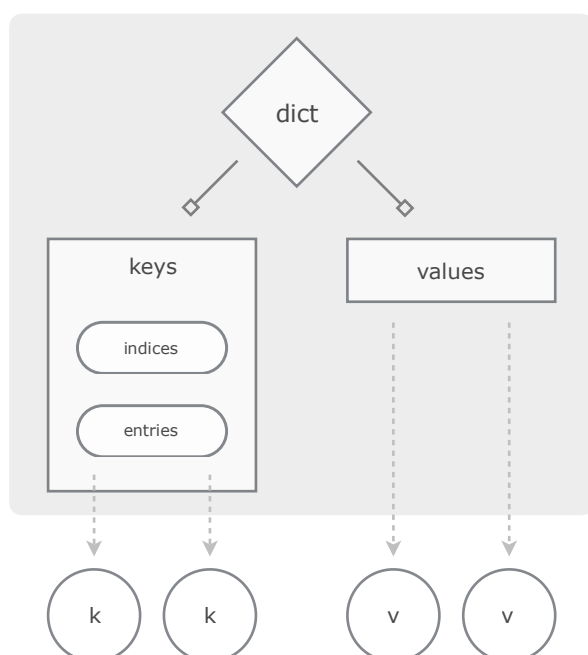 dict
keys
values
indices
entries
k
k
v
v